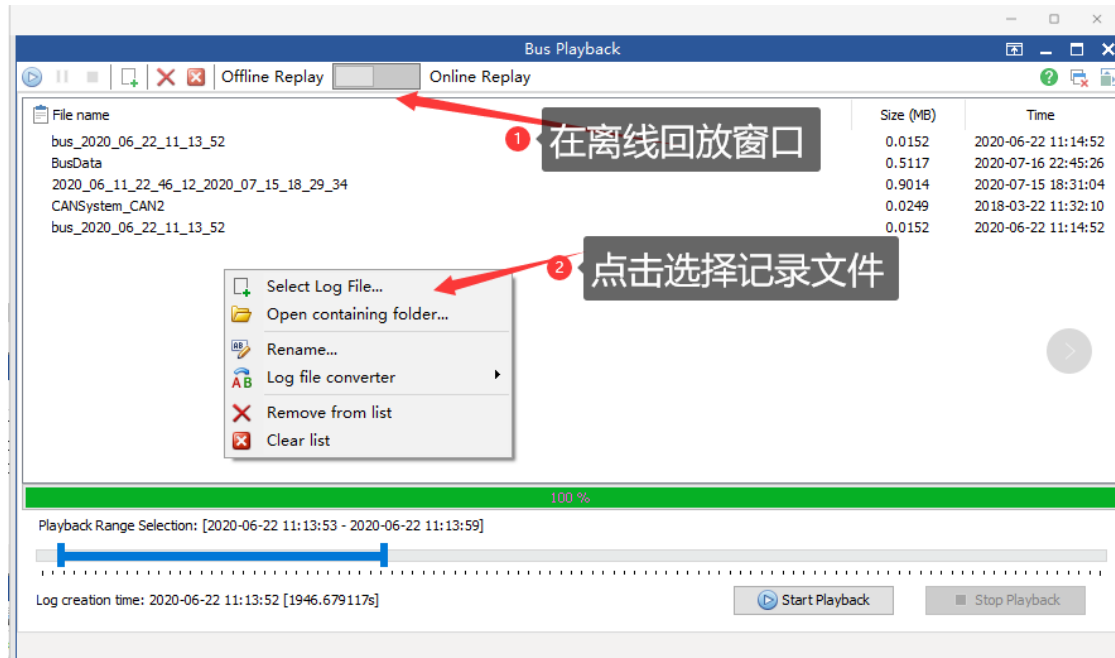 Bus Playback
Offline Replay Online Replay
File name Size (MB) Time
1 在离线回放窗口
bus_2020_06_22_11_13_52 0.0152 2020-06-22 11:14:52
BusData 0.5117 2020-07-16 22:45:26
2020_06_11_22_46_12_2020_07_15_18_29_34 0.9014 2020-07-15 18:31:04
CANSystem_CAN2 0.0249 2018-03-22 11:32:10
bus_2020_06_22_11_13_52 0.0152 2020-06-22 11:14:52
2 点击选择记录文件
Select Log File...
Open containing folder...
Rename...
Log file converter
Remove from list
Clear list
100 %
Playback Range Selection: [2020-06-22 11:13:53 - 2020-06-22 11:13:59]
Log creation time: 2020-06-22 11:13:52 [1946.679117s] Start Playback Stop Playback